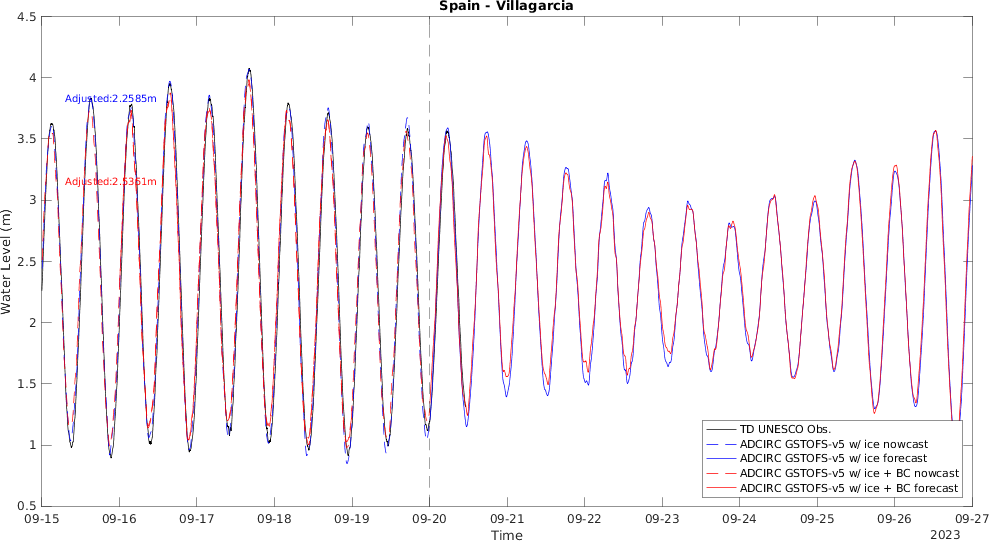 Spain - Villagarcia
4.5
4
3.5
3
2.5
2
1.5
1
0.5
Water Level (m)
Adjusted:2.2585m
Adjusted:2.5361m
TD UNESCO Obs.
ADCIRC GSTOFS-v5 w/ ice nowcast
ADCIRC GSTOFS-v5 w/ ice forecast
ADCIRC GSTOFS-v5 w/ ice + BC nowcast
ADCIRC GSTOFS-v5 w/ ice + BC forecast
09-15 09-16 09-17 09-18 09-19 09-20 09-21 09-22 09-23 09-24 09-25 09-26 09-27
Time
2023